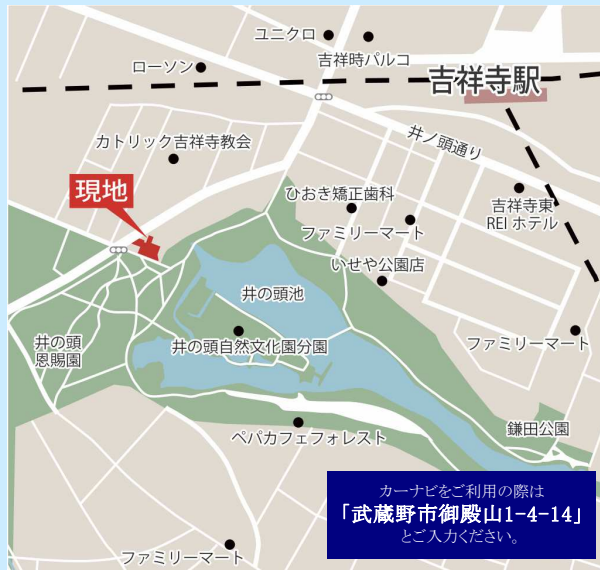 ユニクロ
吉祥時パルコ
ローソン
吉祥寺駅
井ノ頭通り
カトリック吉祥寺教会
現地
ひおき矯正歯科
吉祥寺東
REI ホテル
ファミリーマート
いせや公園店
井の頭池
井の頭
恩賜園
井の頭自然文化園分園
ファミリーマート
ペパカフェフォレスト
鎌田公園
カーナビをご利用の際は
「武蔵野市御殿山1-4-14」
とご入力ください。
ファミリーマート